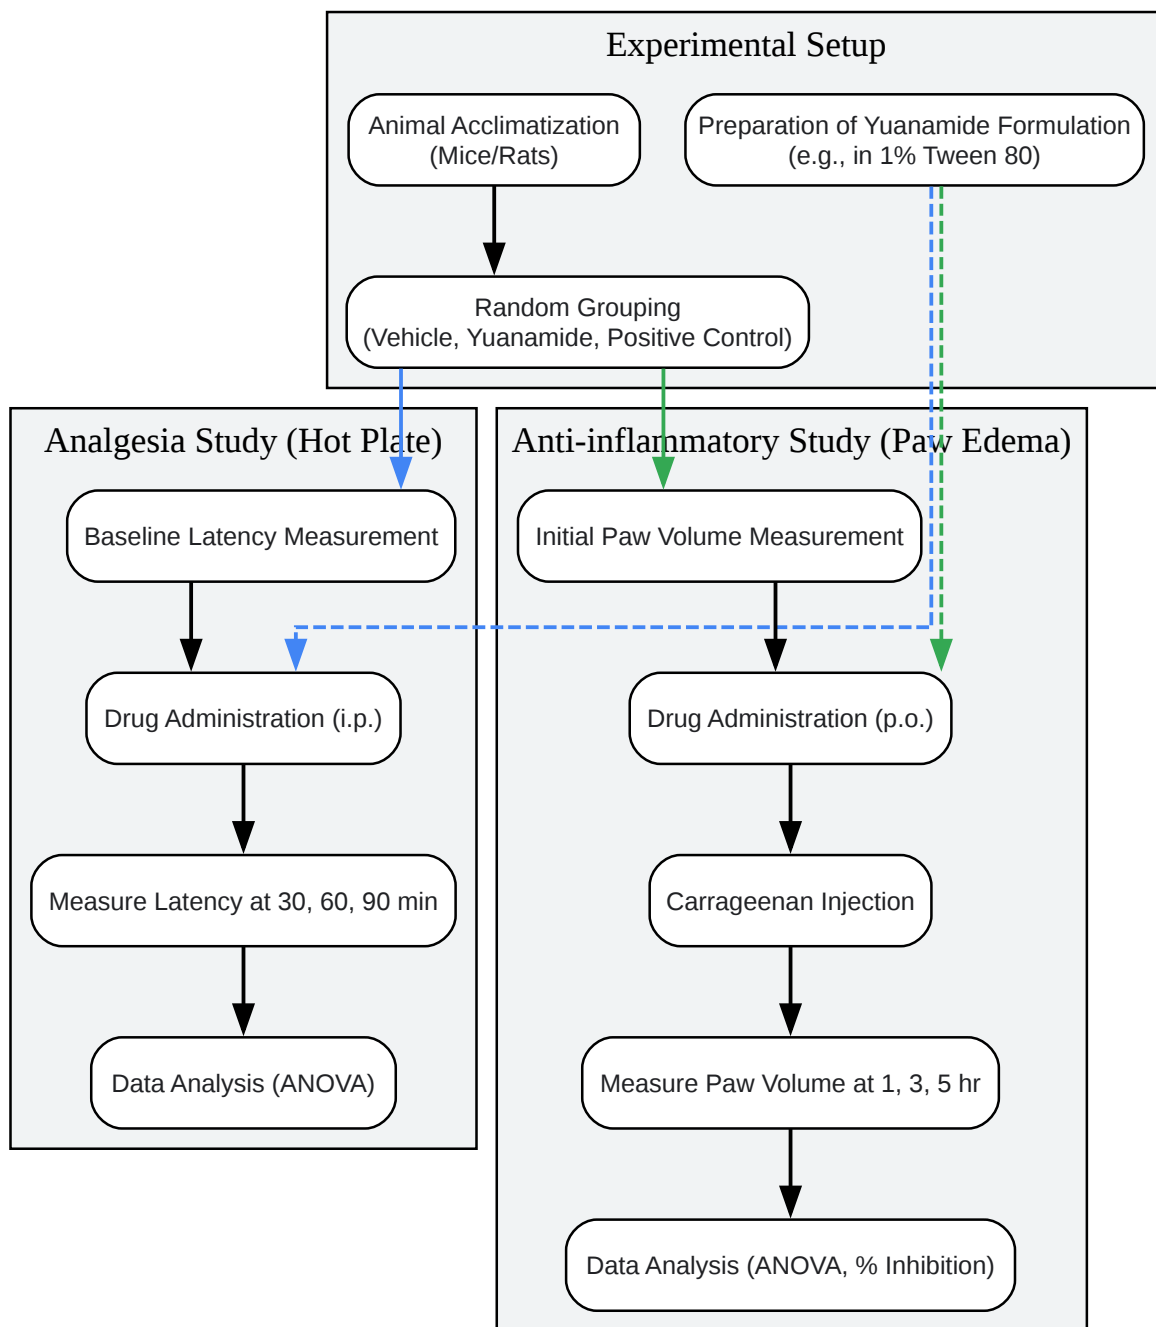 Experimental Setup
Animal Acclimatization
(Mice/Rats)
Preparation of Yuanamide Formulation
(e.g., in 1% Tween 80)
Random Grouping
(Vehicle, Yuanamide, Positive Control)
Analgesia Study (Hot Plate)
Baseline Latency Measurement
Drug Administration (i.p.)
Measure Latency at 30, 60, 90 min
Data Analysis (ANOVA)
Anti-inflammatory Study (Paw Edema)
Initial Paw Volume Measurement
Drug Administration (p.o.)
Carrageenan Injection
Measure Paw Volume at 1, 3, 5 hr
Data Analysis (ANOVA, % Inhibition)